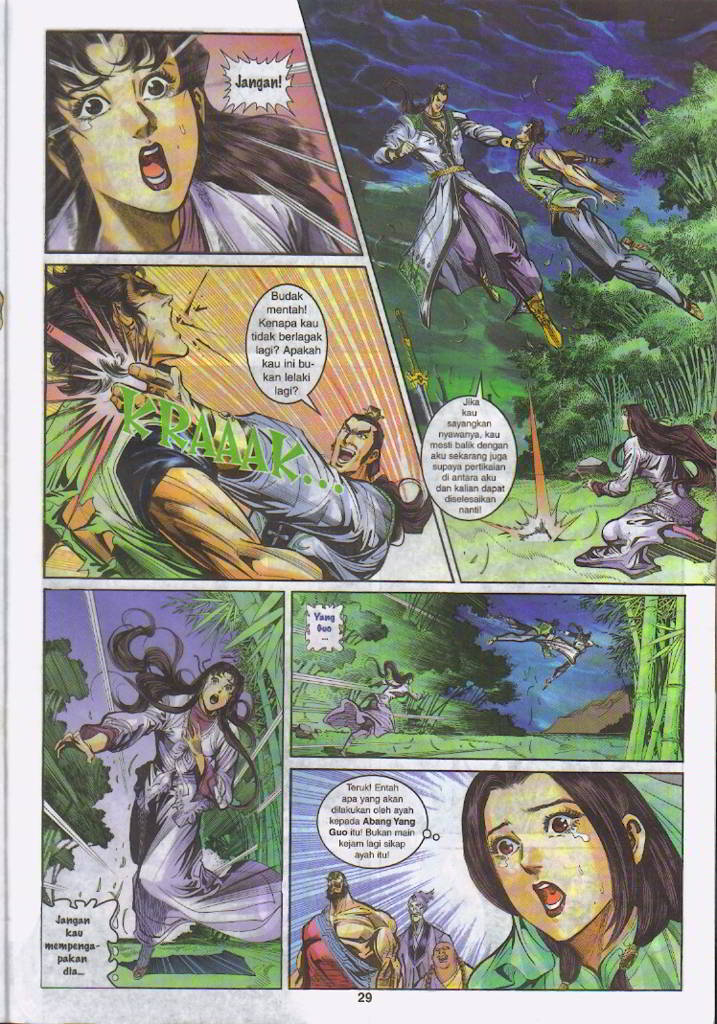 Jangan!
Budak
mentah!
Kenapa kau
tidak berlagak
lagi? Apakah
kau ini bu-
kan lelaki
lagi?
KRAAAK...
Jika
kau
sayangkan
nyawanya, kau
mesti balik dengan
aku sekarang juga
supaya pertikaian
di antara aku
dan kalian dapat
diselesaikan
nanti!
Jangan
kau
mempenga-
pakan
dia...
Yang
Guo
...
Teruk! Entah
apa yang akan
dilakukan oleh ayah
kepada Abang Yang
Guo itu! Bukan main
kejam lagi sikap
ayah itu!
29